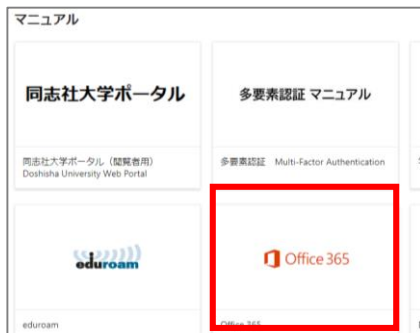 マニュアル
同志社大学ポータル
多要素認証 マニュアル
同志社大学ポータル（閲覧者用）
Doshisha University Web Portal
多要素認証 Multi-Factor Authentication
eduroam
Office 365
eduroam
Office 365